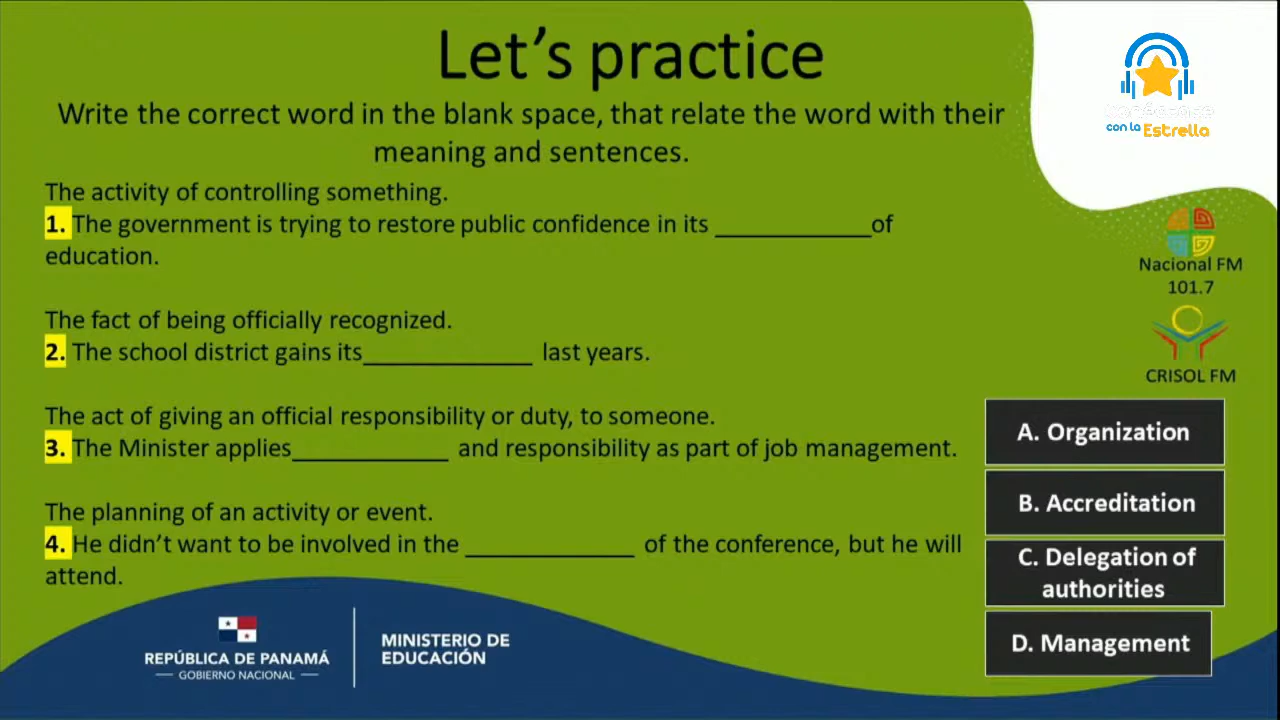 Let's practice
Write the correct word in the blank space, that relate the word with their
meaning and sentences.
The activity of controlling something.
1. The government is trying to restore public confidence in its ____________of
education.
The fact of being officially recognized.
2. The school district gains its_____________ last years.
The act of giving an official responsibility or duty, to someone.
3. The Minister applies____________ and responsibility as part of job management.
The planning of an activity or event.
4. He didn't want to be involved in the _____________ of the conference, but he will
attend.
con la Estrella
Nacional FM
101.7
CRISOL FM
A. Organization
B. Accreditation
C. Delegation of
authorities
D. Management
REPÚBLICA DE PANAMÁ
GOBIERNO NACIONAL
MINISTERIO DE
EDUCACIÓN